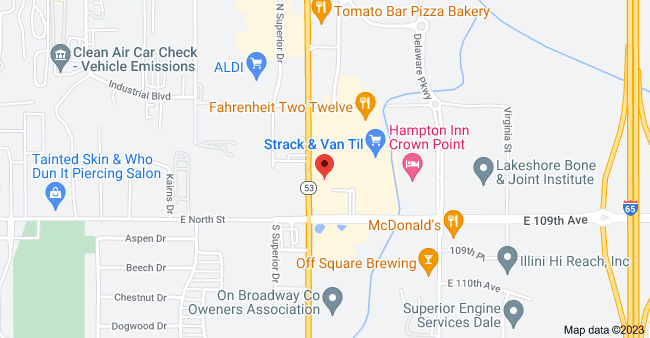 Tomato Bar Pizza Bakery
N Superior Dr
Delaware Pkwy
Clean Air Car Check
- Vehicle Emissions
ALDI
Industrial Blvd
Fahrenheit Two Twelve
Virginia St
Strack & Van Til
Hampton Inn
Crown Point
Tainted Skin & Who
Dun It Piercing Salon
Kairns Dr
53
Lakeshore Bone
& Joint Institute
65
E North St
E 109th Ave
McDonald's
S Superior Dr
Aspen Dr
109th Pl
Beech Dr
Off Square Brewing
Illini Hi Reach, Inc
E 110th Ave
Chestnut Dr
On Broadway Co
Oweners Association
Superior Engine
Services Dale
Dogwood Dr
Map data ©2023